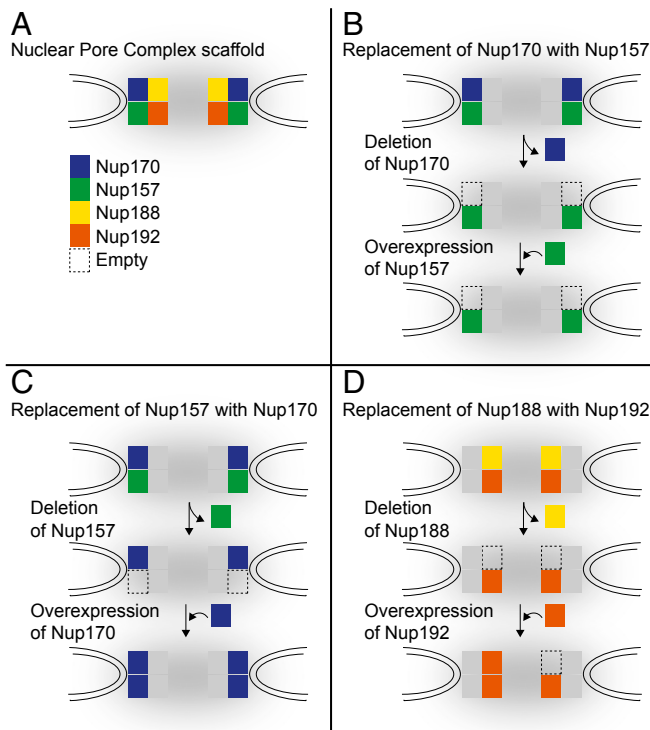 A
Nuclear Pore Complex scaffold
Nup170
Nup157
Nup188
Nup192
Empty
B
Replacement of Nup170 with Nup157
Deletion
of Nup170
Overexpression
of Nup157
C
Replacement of Nup157 with Nup170
Deletion
of Nup157
Overexpression
of Nup170
D
Replacement of Nup188 with Nup192
Deletion
of Nup188
Overexpression
of Nup192